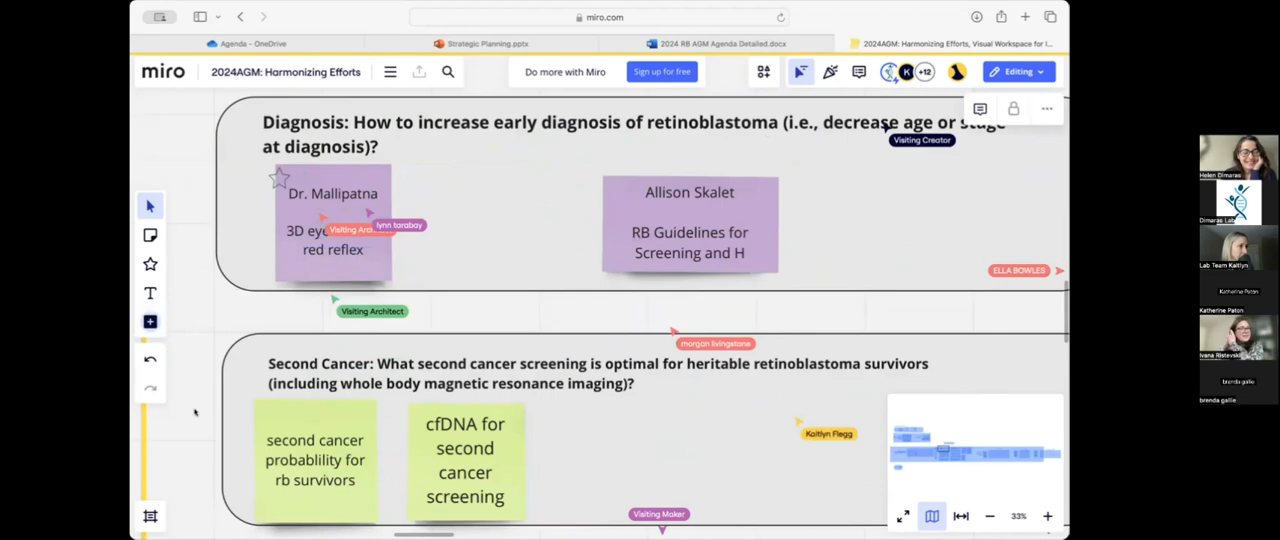 miro.com
Agenda – OneDrive
Strategic Planning.pptx
2024 RB AGM Agenda Detailed.docx
2024AGM: Harmonizing Efforts, Visual Workspace for I...
miro
2024AGM: Harmonizing Efforts
Do more with Miro
Sign up for free
K
+12
Editing
Diagnosis: How to increase early diagnosis of retinoblastoma (i.e., decrease age or stage
at diagnosis)?
Visiting Creator
Dr. Mallipatna
3D eye
red reflex
Visiting Arc
lynn tarabay
Allison Skalet
RB Guidelines for
Screening and H
ELLA BOWLES
Visiting Architect
morgan livingstone
Second Cancer: What second cancer screening is optimal for heritable retinoblastoma survivors
(including whole body magnetic resonance imaging)?
second cancer
probablility for
rb survivors
cfDNA for
second
cancer
screening
Kaitlyn Flegg
Visiting Maker
33%
Helen Dimaras
Dimaras Lab
Lab Team Kaitlyn
Katherine Paton
Katherine Paton
Ivana Ristevski
brenda gallie
brenda gallie